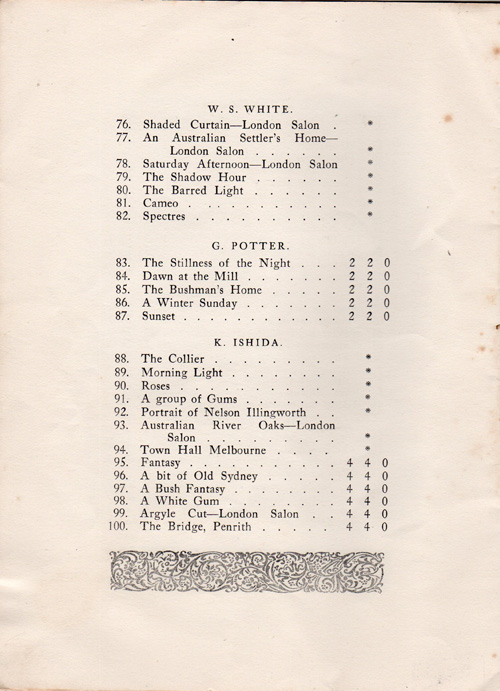 W. S. WHITE.
76. Shaded Curtain—London Salon . *
77. An Australian Settler's Home—
London Salon . . . . . . *
78. Saturday Afternoon—London Salon *
79. The Shadow Hour . . . . . . *
80. The Barred Light . . . . . . *
81. Cameo . . . . . . . . . . *
82. Spectres . . . . . . . . . . *
G. POTTER.
83. The Stillness of the Night . . . 2 2 0
84. Dawn at the Mill . . . . . . . 2 2 0
85. The Bushman's Home . . . . . 2 2 0
86. A Winter Sunday . . . . . . . 2 2 0
87. Sunset . . . . . . . . . . . . 2 2 0
K. ISHIDA.
88. The Collier . . . . . . . . . *
89. Morning Light . . . . . . . . *
90. Roses . . . . . . . . . . . *
91. A group of Gums . . . . . . . *
92. Portrait of Nelson Illingworth . . *
93. Australian River Oaks—London
Salon . . . . . . . . . *
94. Town Hall Melbourne . . . . *
95. Fantasy . . . . . . . . . . . 4 4 0
96. A bit of Old Sydney . . . . . . 4 4 0
97. A Bush Fantasy . . . . . . . . 4 4 0
98. A White Gum . . . . . . . . . 4 4 0
99. Argyle Cut—London Salon . . 4 4 0
100. The Bridge, Penrith . . . . . 4 4 0